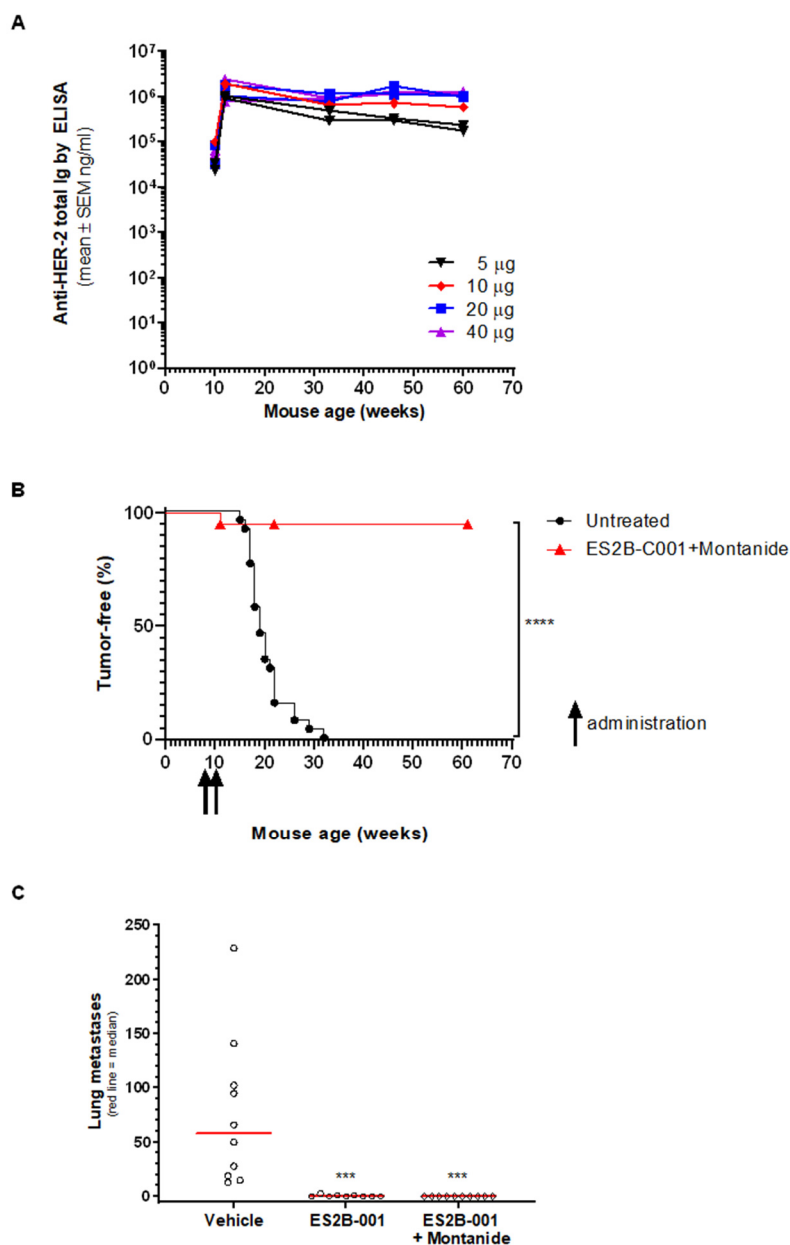 A
Anti-HER-2 total Ig by ELISA
(mean ± SEM ng/ml)
10⁷
10⁶
10⁵
10⁴
10³
10²
10¹
10⁰
5 µg
10 µg
20 µg
40 µg
0 10 20 30 40 50 60 70
Mouse age (weeks)
B
Tumor-free (%)
100
50
0
Untreated
ES2B-C001+Montanide
****
administration
0 10 20 30 40 50 60 70
Mouse age (weeks)
C
Lung metastases
(red line = median)
250
200
150
100
50
0
*** ***
Vehicle ES2B-001 ES2B-001
+ Montanide